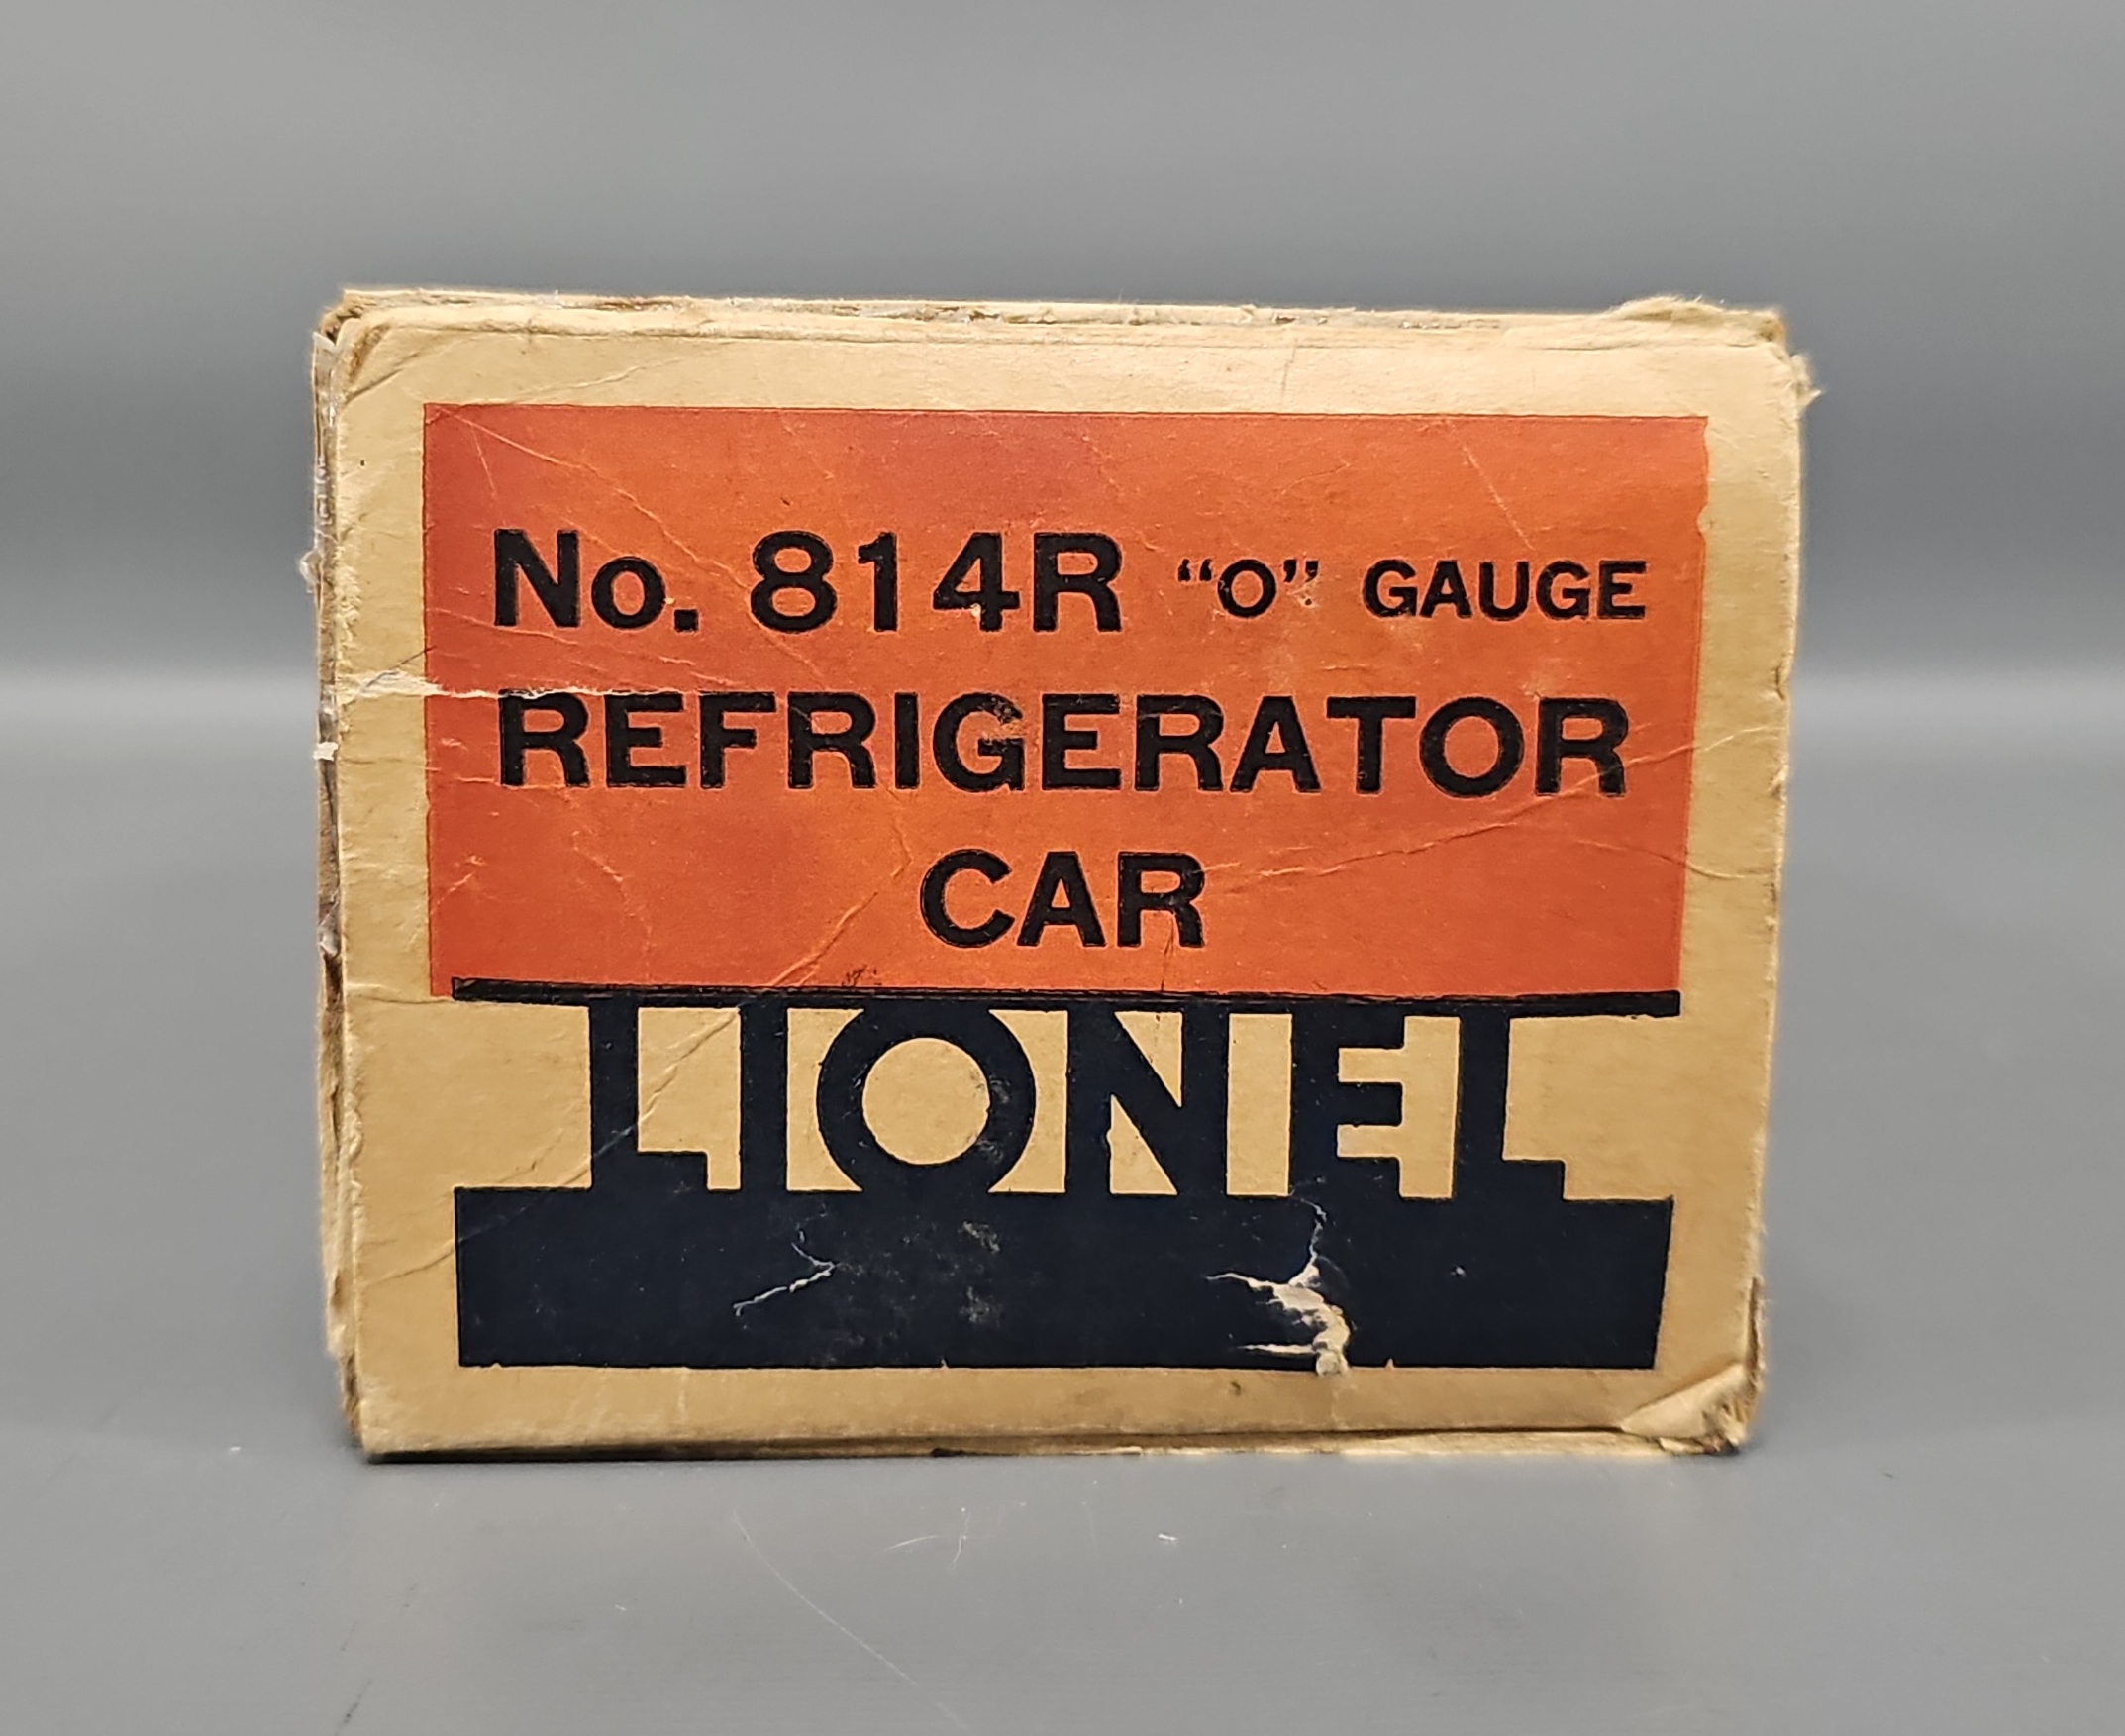 No. 814R “O” GAUGE
REFRIGERATOR
CAR
LIONEL